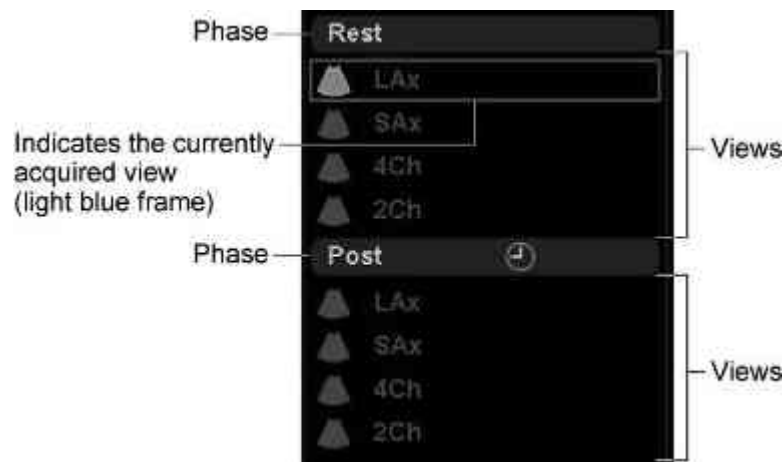 Phase
Rest
LAx
Indicates the currently
acquired view
(light blue frame)
SAx
4Ch
2Ch
Views
Phase
Post
LAx
SAx
4Ch
2Ch
Views